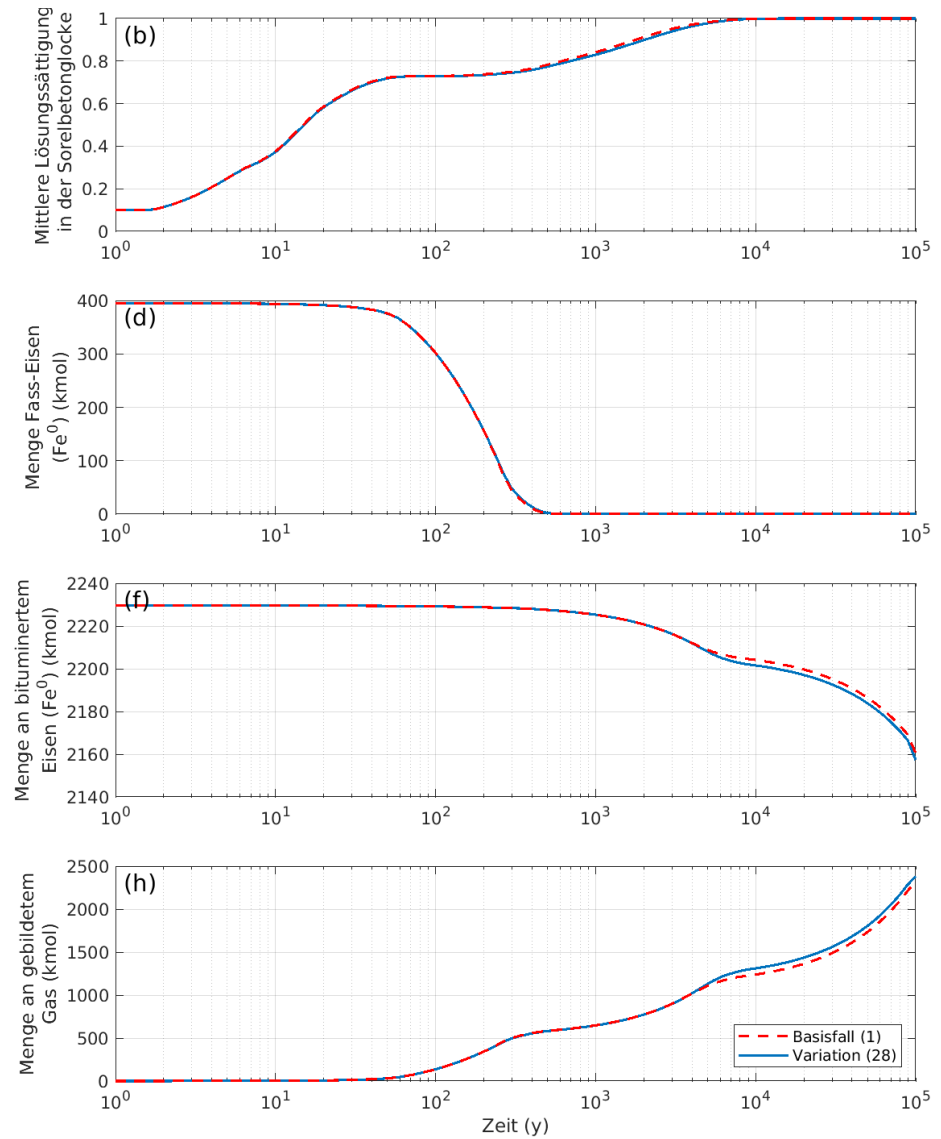 (b)
Mittlere Lösungssättigung
in der Sorelbetonglocke
1
0.8
0.6
0.4
0.2
0
10^0 10^1 10^2 10^3 10^4 10^5
(d)
Menge Fass-Eisen
(Fe^0) (kmol)
400
300
200
100
0
10^0 10^1 10^2 10^3 10^4 10^5
(f)
Menge an bituminertem
Eisen (Fe^0) (kmol)
2240
2220
2200
2180
2160
2140
10^0 10^1 10^2 10^3 10^4 10^5
(h)
Menge an gebildetem
Gas (kmol)
2500
2000
1500
1000
500
0
10^0 10^1 10^2 10^3 10^4 10^5
Zeit (y)
Basisfall (1)
Variation (28)